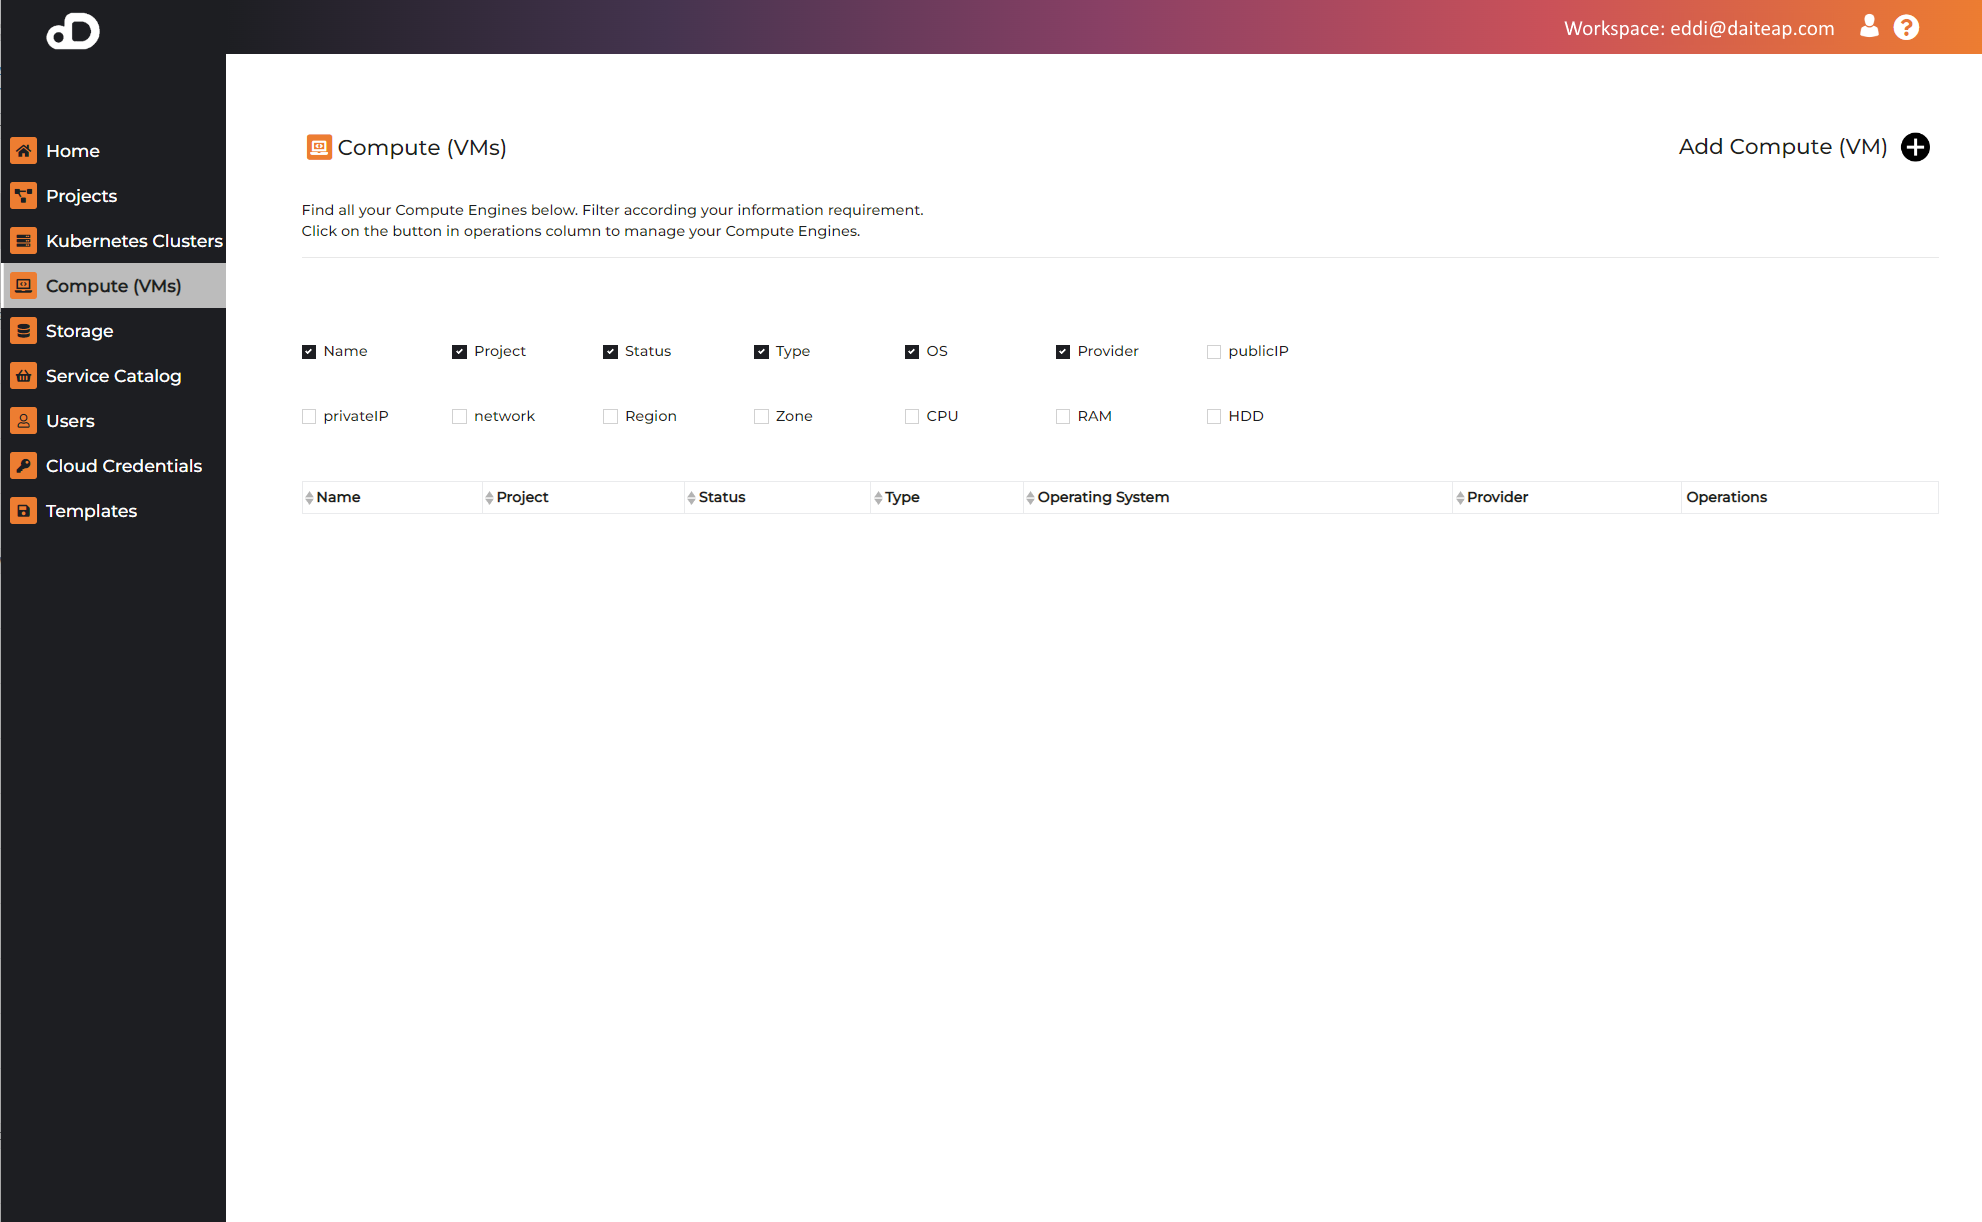 Workspace: eddi@daiteap.com
Home
Projects
Kubernetes Clusters
Compute (VMs)
Storage
Service Catalog
Users
Cloud Credentials
Templates
Compute (VMs)
Add Compute (VM)
Find all your Compute Engines below. Filter according your information requirement.
Click on the button in operations column to manage your Compute Engines.
Name Project Status Type OS Provider publicIP
privateIP network Region Zone CPU RAM HDD
Name Project Status Type Operating System Provider Operations